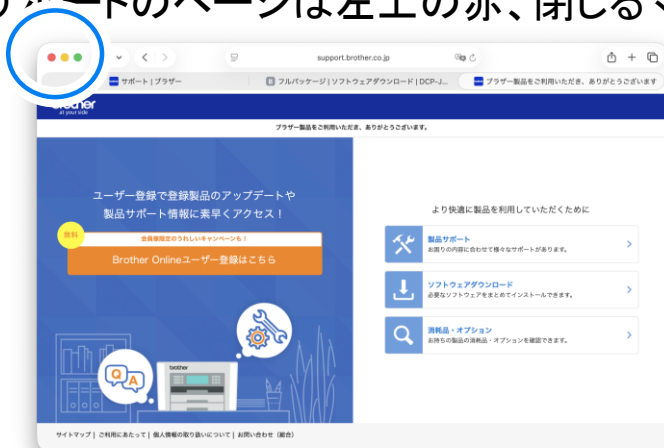 ートのページは左上の赤、閉じる
support.brother.co.jp
サポート | ブラザー
フルパッケージ | ソフトウェアダウンロード | DCP-J...
ブラザー製品をご利用いただき、ありがとうございます
brother
at your side
ブラザー製品をご利用いただき、ありがとうございます。
ユーザー登録で登録製品のアップデートや
製品サポート情報に素早くアクセス！
無料
会員様限定のうれしいキャンペーンも！
Brother Onlineユーザー登録はこちら
brother
Q A
より快適に製品を利用していただくために
製品サポート
お困りの内容に合わせて様々なサポートがあります。
ソフトウェアダウンロード
必要なソフトウェアをまとめてインストールできます。
消耗品・オプション
お持ちの製品の消耗品・オプションを確認できます。
サイトマップ | ご利用にあたって | 個人情報の取り扱いについて | お問い合わせ（総合）